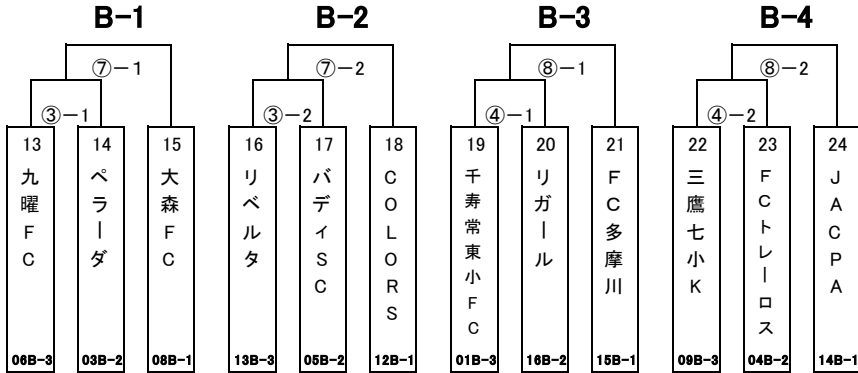 B-1 B-2 B-3 B-4
⑦-1 ⑦-2 ⑧-1 ⑧-2
③-1 ③-2 ④-1 ④-2
13 14 15 16 17 18 19 20 21 22 23 24
九曜FC
ペラーダ
大森FC
リベルタ
バディSC
COLORS
千寿常東小FC
リガール
FC多摩川
三鷹七小K
FCトレーロス
JACPA
06B-3 03B-2 08B-1 13B-3 05B-2 12B-1 01B-3 16B-2 15B-1 09B-3 04B-2 14B-1